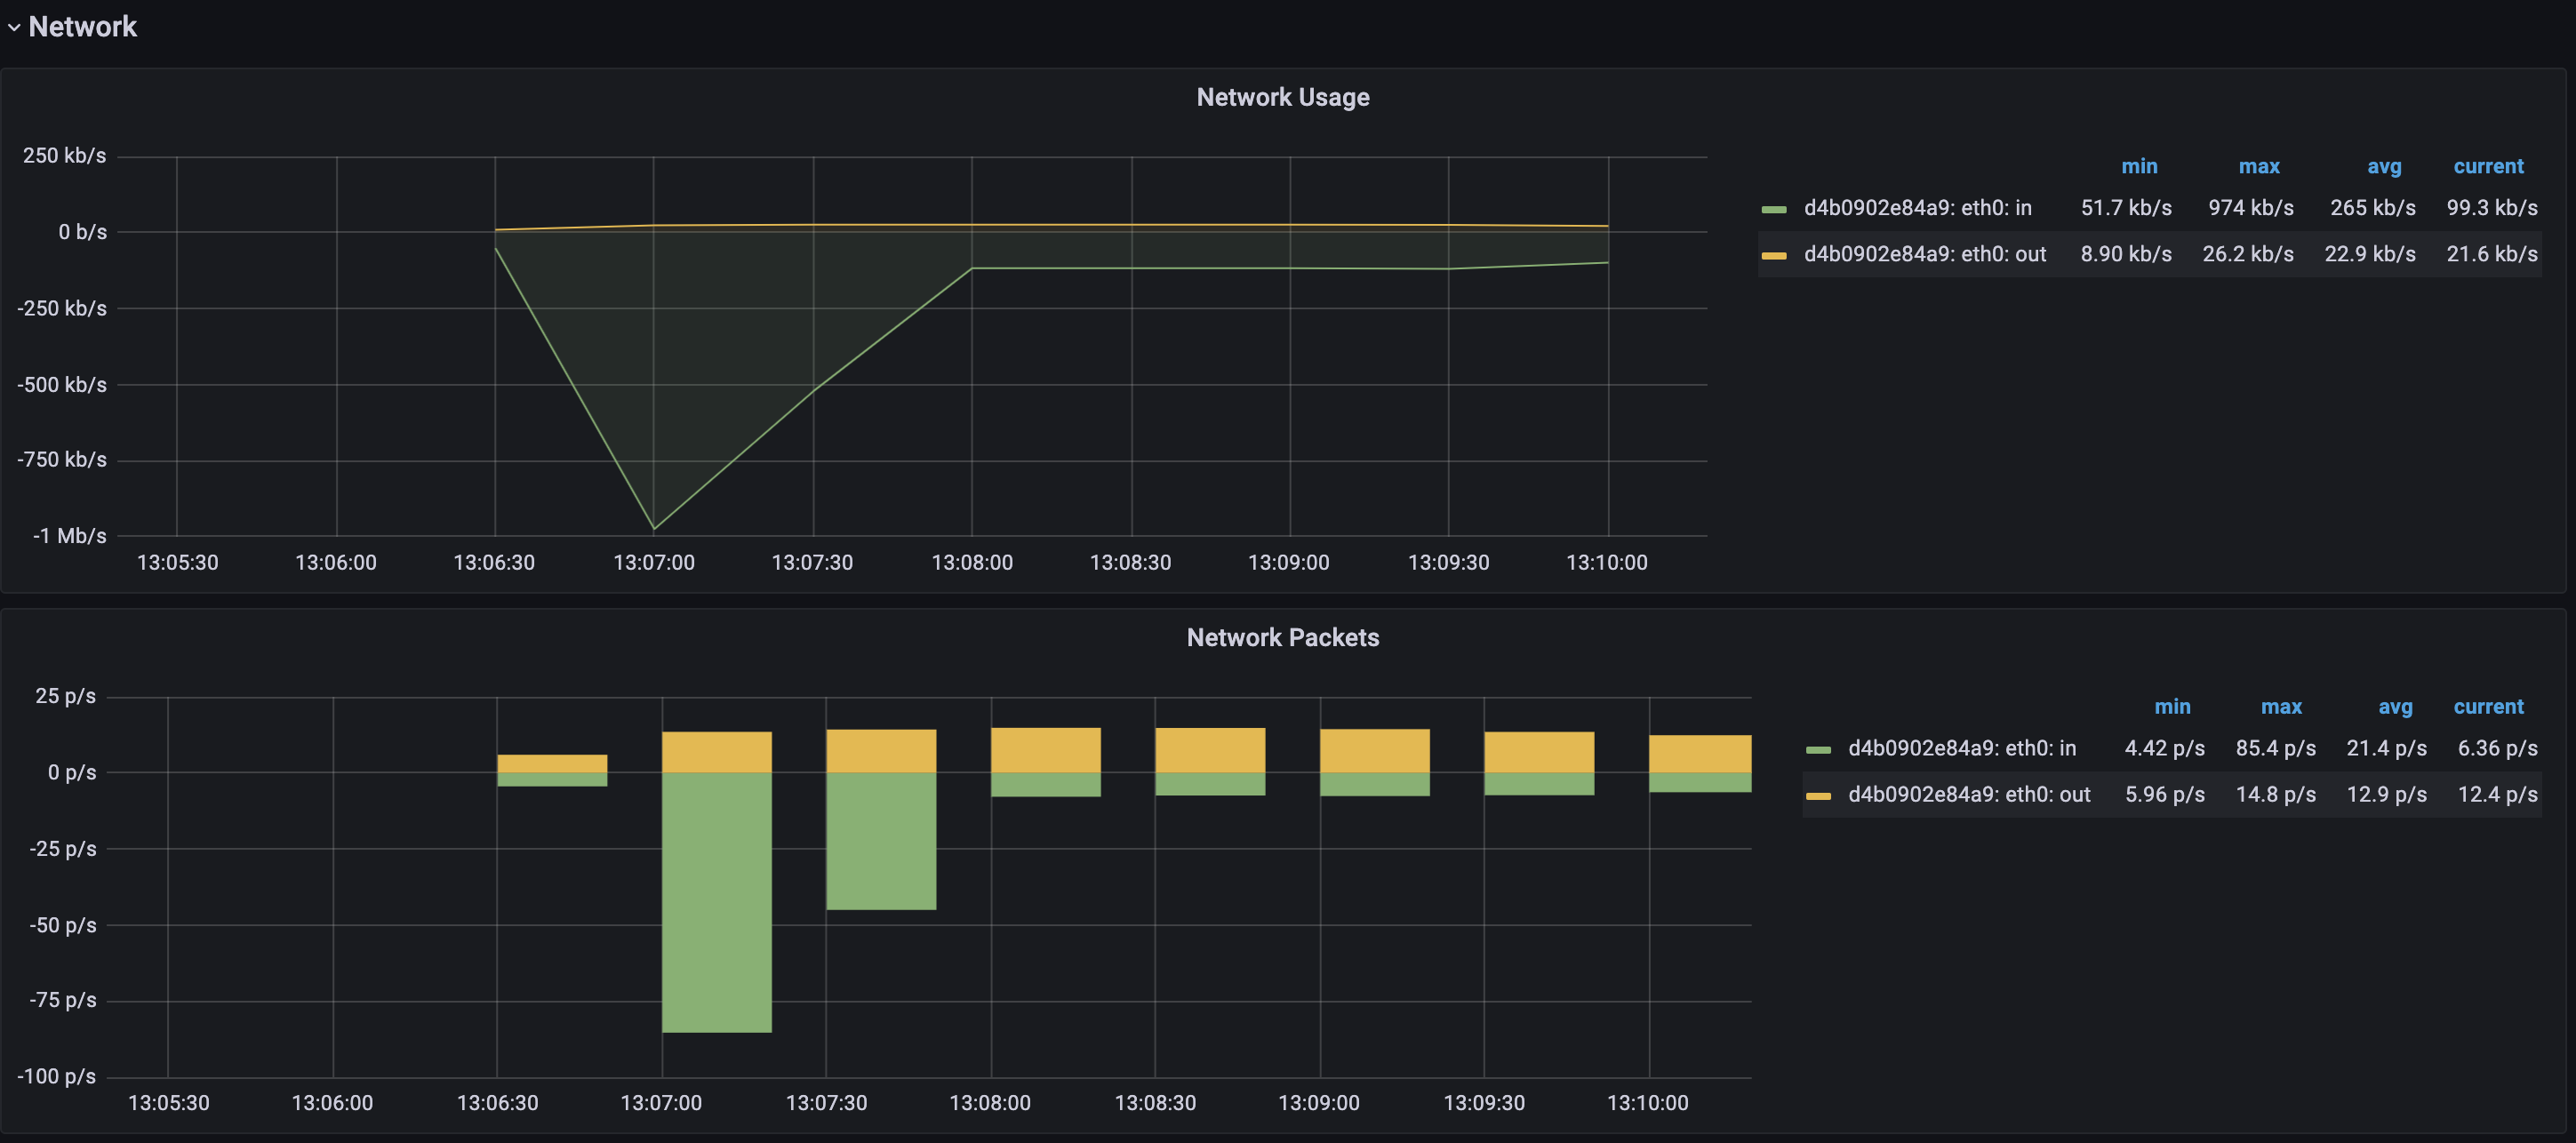 Network
Network Usage
250 kb/s
0 b/s
-250 kb/s
-500 kb/s
-750 kb/s
-1 Mb/s
13:05:30 13:06:00 13:06:30 13:07:00 13:07:30 13:08:00 13:08:30 13:09:00 13:09:30 13:10:00
min max avg current
d4b0902e84a9: eth0: in 51.7 kb/s 974 kb/s 265 kb/s 99.3 kb/s
d4b0902e84a9: eth0: out 8.90 kb/s 26.2 kb/s 22.9 kb/s 21.6 kb/s
Network Packets
25 p/s
0 p/s
-25 p/s
-50 p/s
-75 p/s
-100 p/s
13:05:30 13:06:00 13:06:30 13:07:00 13:07:30 13:08:00 13:08:30 13:09:00 13:09:30 13:10:00
min max avg current
d4b0902e84a9: eth0: in 4.42 p/s 85.4 p/s 21.4 p/s 6.36 p/s
d4b0902e84a9: eth0: out 5.96 p/s 14.8 p/s 12.9 p/s 12.4 p/s